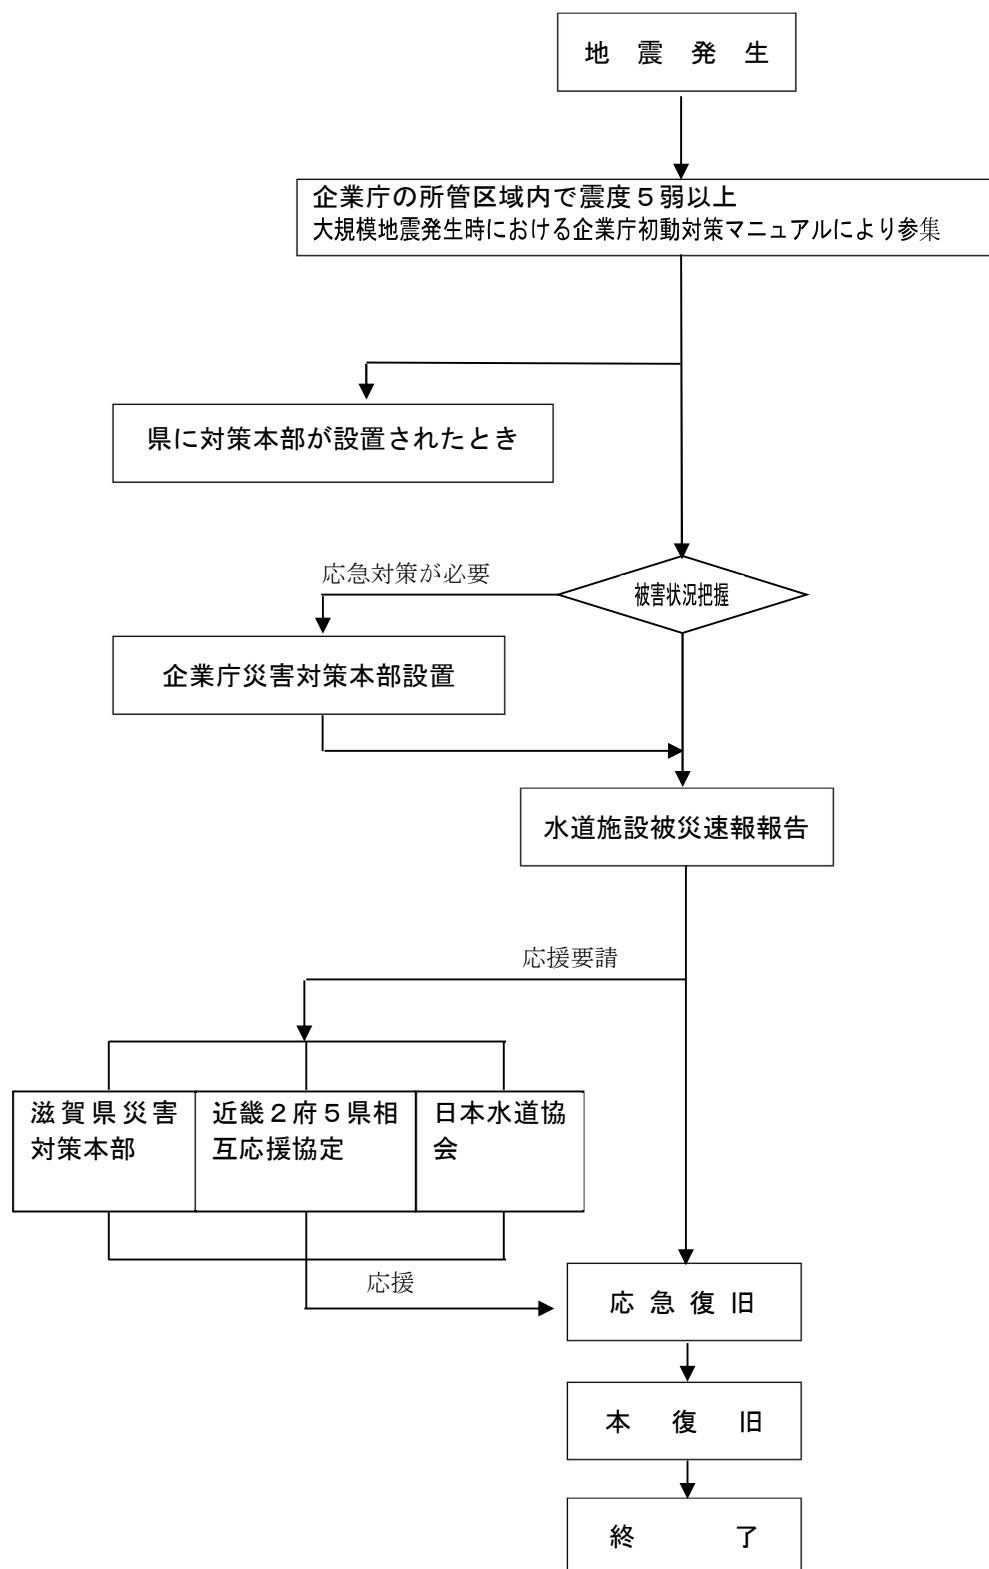 地震発生
企業庁の所管区域内で震度５弱以上
大規模地震発生時における企業庁初動対策マニュアルにより参集
県に対策本部が設置されたとき
応急対策が必要
被害状況把握
企業庁災害対策本部設置
水道施設被災速報報告
応援要請
滋賀県災害
対策本部
近畿２府５県相
互応援協定
日本水道協
会
応援
応急復旧
本復旧
終了